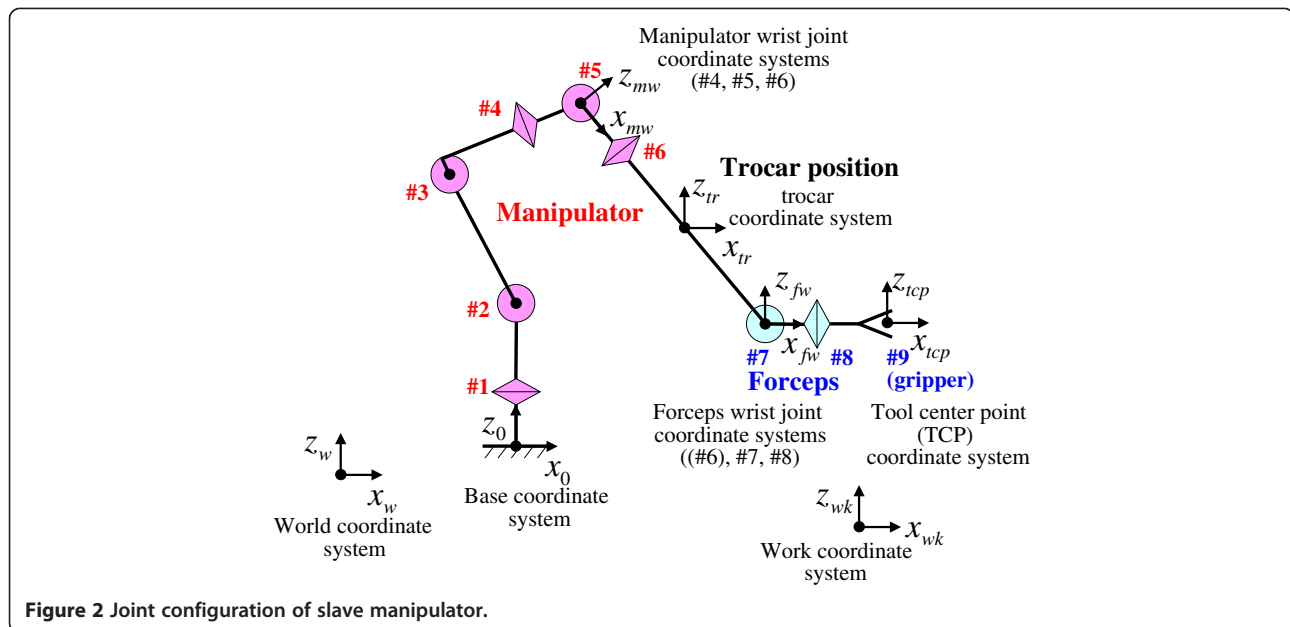 Manipulator wrist joint
coordinate systems
(#4, #5, #6)
#5
z_mw
#4
x_mw
#6
#3
Manipulator
Trocar position
trocar
coordinate system
z_tr
x_tr
#2
z_fw
z_tcp
#7
x_fw
#8
#9
(gripper)
x_tcp
Forceps
#1
Forceps wrist joint
coordinate systems
((#6), #7, #8)
Tool center point
(TCP)
coordinate system
z_0
x_0
Base coordinate
system
z_w
x_w
World coordinate
system
z_wk
x_wk
Work coordinate
system
Figure 2 Joint configuration of slave manipulator.